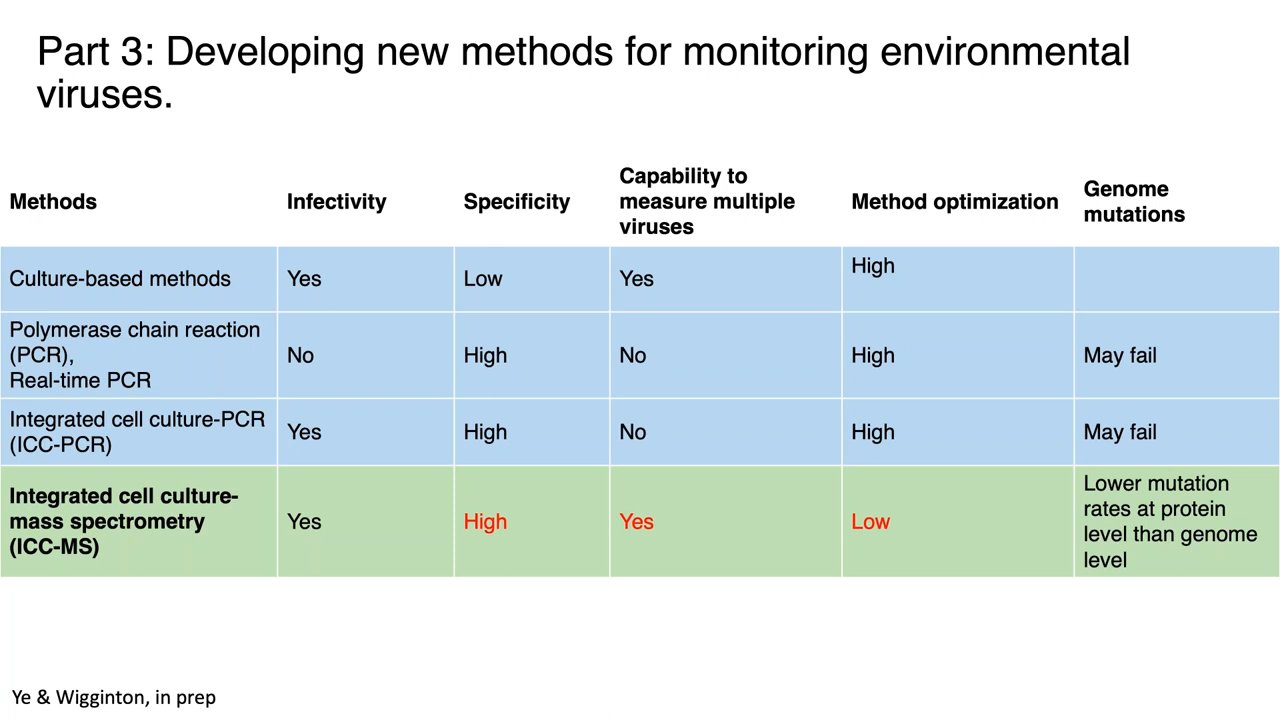 Part 3: Developing new methods for monitoring environmental
viruses.
Methods
Infectivity
Specificity
Capability to
measure multiple
viruses
Method optimization
Genome
mutations
Culture-based methods
Yes
Low
Yes
High
Polymerase chain reaction
(PCR),
Real-time PCR
No
High
No
High
May fail
Integrated cell culture-PCR
(ICC-PCR)
Yes
High
No
High
May fail
Integrated cell culture-
mass spectrometry
(ICC-MS)
Yes
High
Yes
Low
Lower mutation
rates at protein
level than genome
level
Ye & Wigginton, in prep